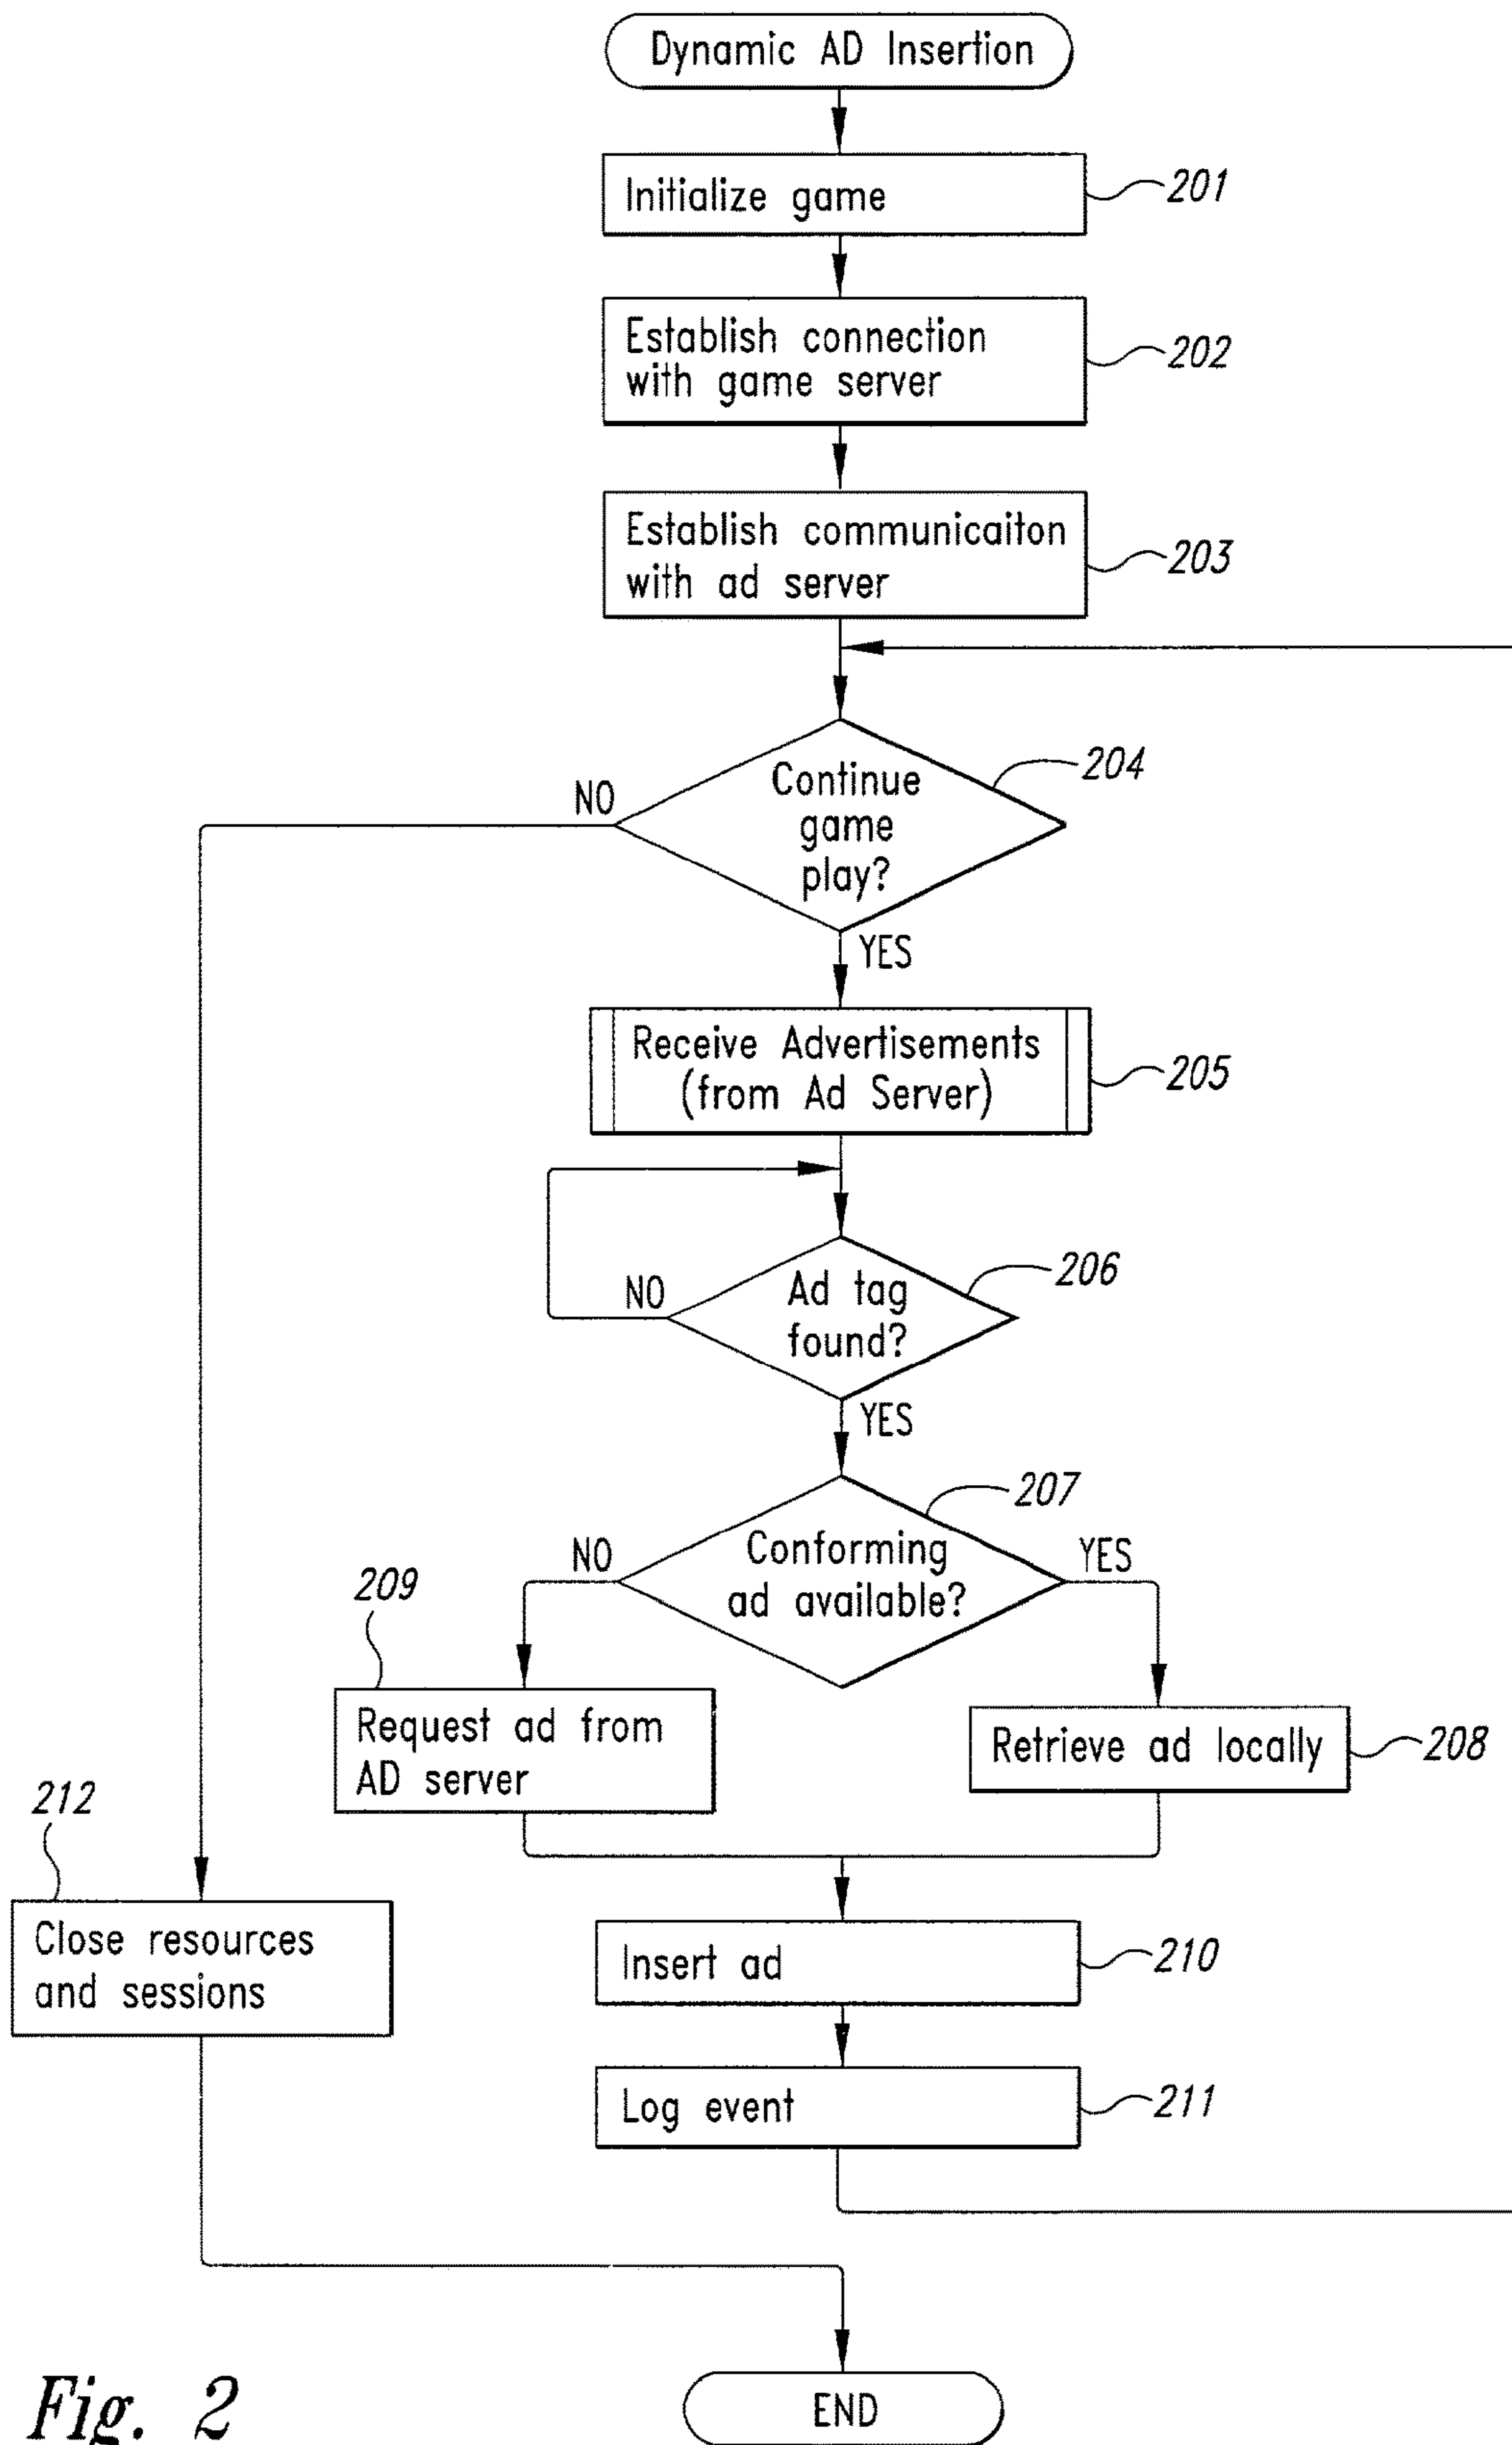 Dynamic AD Insertion
Initialize game
201
Establish connection
with game server
202
Establish communicaiton
with ad server
203
Continue
game
play?
204
NO
YES
Receive Advertisements
(from Ad Server)
205
Ad tag
found?
206
NO
YES
Conforming
ad available?
207
NO
YES
209
Request ad from
AD server
Retrieve ad locally
208
212
Close resources
and sessions
Insert ad
210
Log event
211
END
Fig. 2